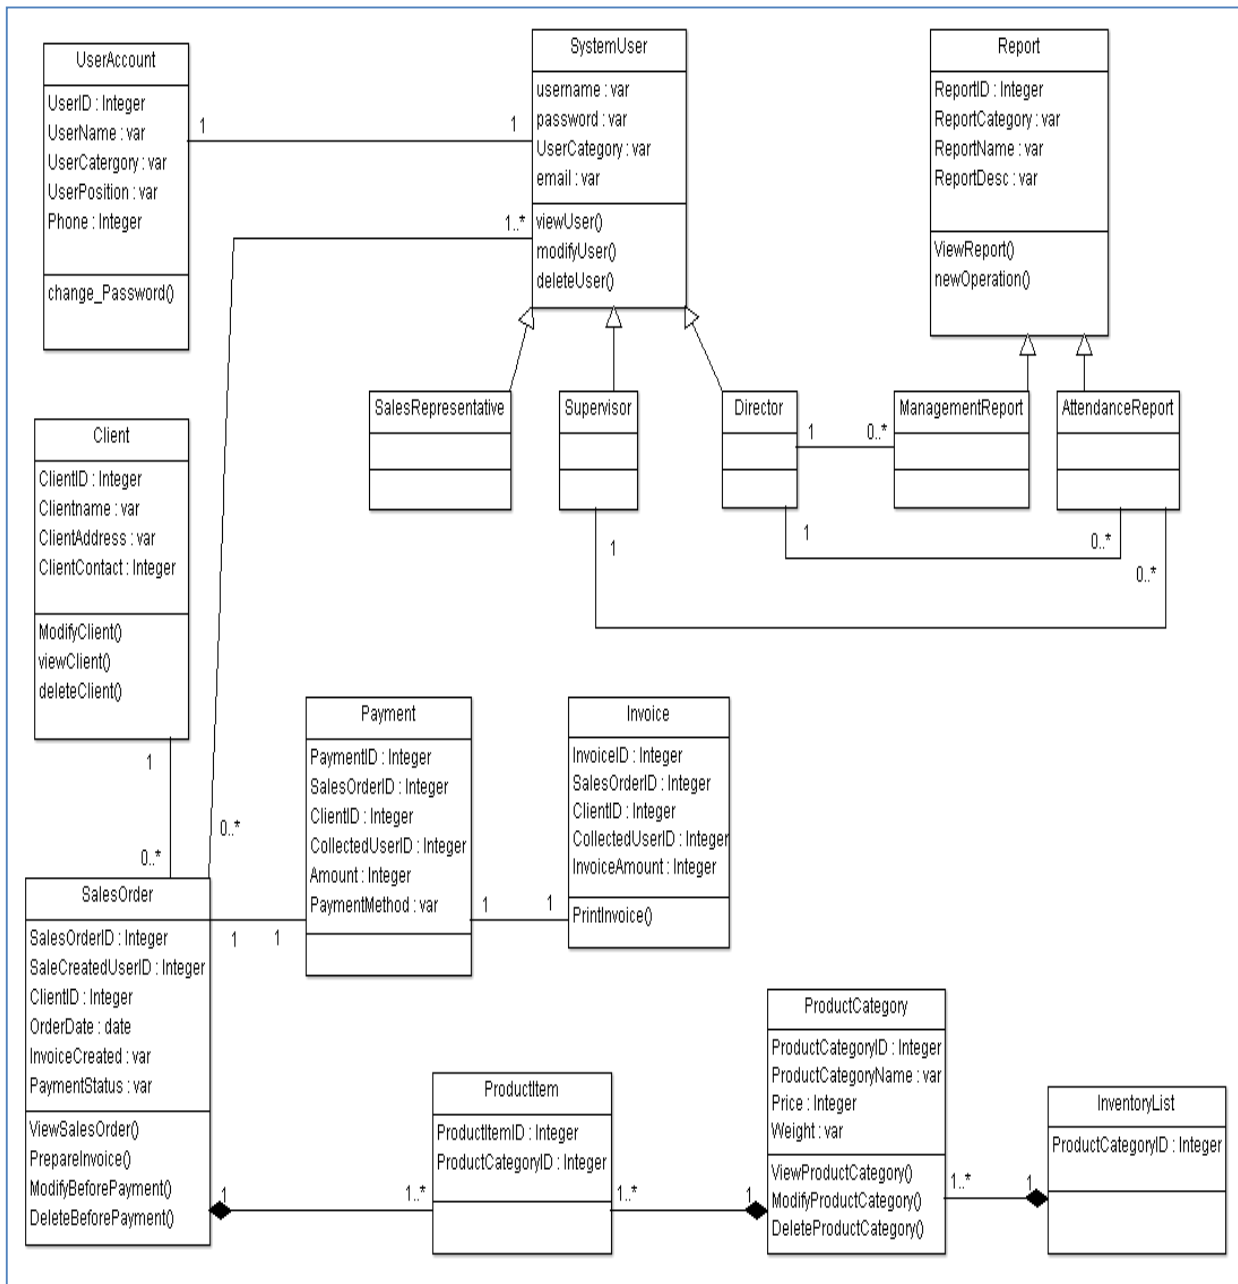 UserAccount
UserID : Integer
UserName : var
UserCatergory : var
UserPosition : var
Phone : Integer
change_Password()
1
1
SystemUser
username : var
password : var
UserCategory : var
email : var
viewUser()
modifyUser()
deleteUser()
1..*
Report
ReportID : Integer
ReportCategory : var
ReportName : var
ReportDesc : var
ViewReport()
newOperation()
SalesRepresentative
Supervisor
Director
ManagementReport
AttendanceReport
1
0..*
1
0..*
1
0..*
Client
ClientID : Integer
Clientname : var
ClientAddress : var
ClientContact : Integer
ModifyClient()
viewClient()
deleteClient()
1
0..*
0..*
Payment
PaymentID : Integer
SalesOrderID : Integer
ClientID : Integer
CollectedUserID : Integer
Amount : Integer
PaymentMethod : var
Invoice
InvoiceID : Integer
SalesOrderID : Integer
ClientID : Integer
CollectedUserID : Integer
InvoiceAmount : Integer
PrintInvoice()
1
1
1
1
SalesOrder
SalesOrderID : Integer
SaleCreatedUserID : Integer
ClientID : Integer
OrderDate : date
InvoiceCreated : var
PaymentStatus : var
ViewSalesOrder()
PrepareInvoice()
ModifyBeforePayment()
DeleteBeforePayment()
1
1..*
ProductItem
ProductItemID : Integer
ProductCategoryID : Integer
1..*
1
ProductCategory
ProductCategoryID : Integer
ProductCategoryName : var
Price : Integer
Weight : var
ViewProductCategory()
ModifyProductCategory()
DeleteProductCategory()
1..*
1
InventoryList
ProductCategoryID : Integer